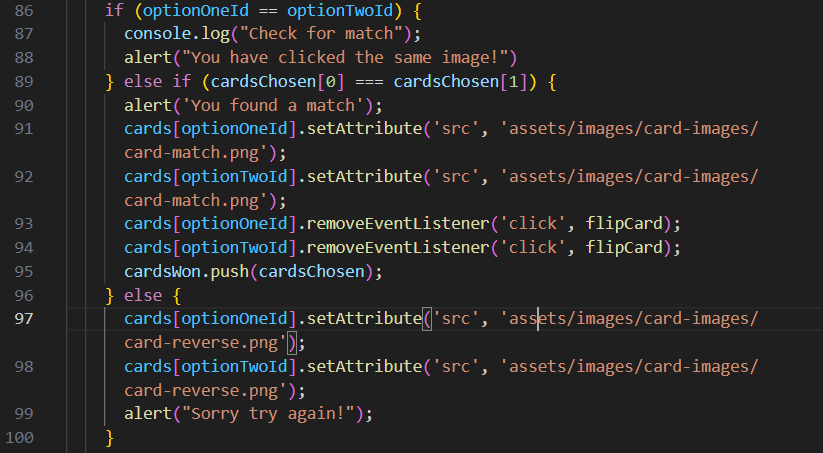 86 if (optionOneId == optionTwoId) {
87 console.log("Check for match");
88 alert("You have clicked the same image!")
89 } else if (cardsChosen[0] === cardsChosen[1]) {
90 alert('You found a match');
91 cards[optionOneId].setAttribute('src', 'assets/images/card-images/
card-match.png');
92 cards[optionTwoId].setAttribute('src', 'assets/images/card-images/
card-match.png');
93 cards[optionOneId].removeEventListener('click', flipCard);
94 cards[optionTwoId].removeEventListener('click', flipCard);
95 cardsWon.push(cardsChosen);
96 } else {
97 cards[optionOneId].setAttribute('src', 'assets/images/card-images/
card-reverse.png');
98 cards[optionTwoId].setAttribute('src', 'assets/images/card-images/
card-reverse.png');
99 alert("Sorry try again!");
100 }